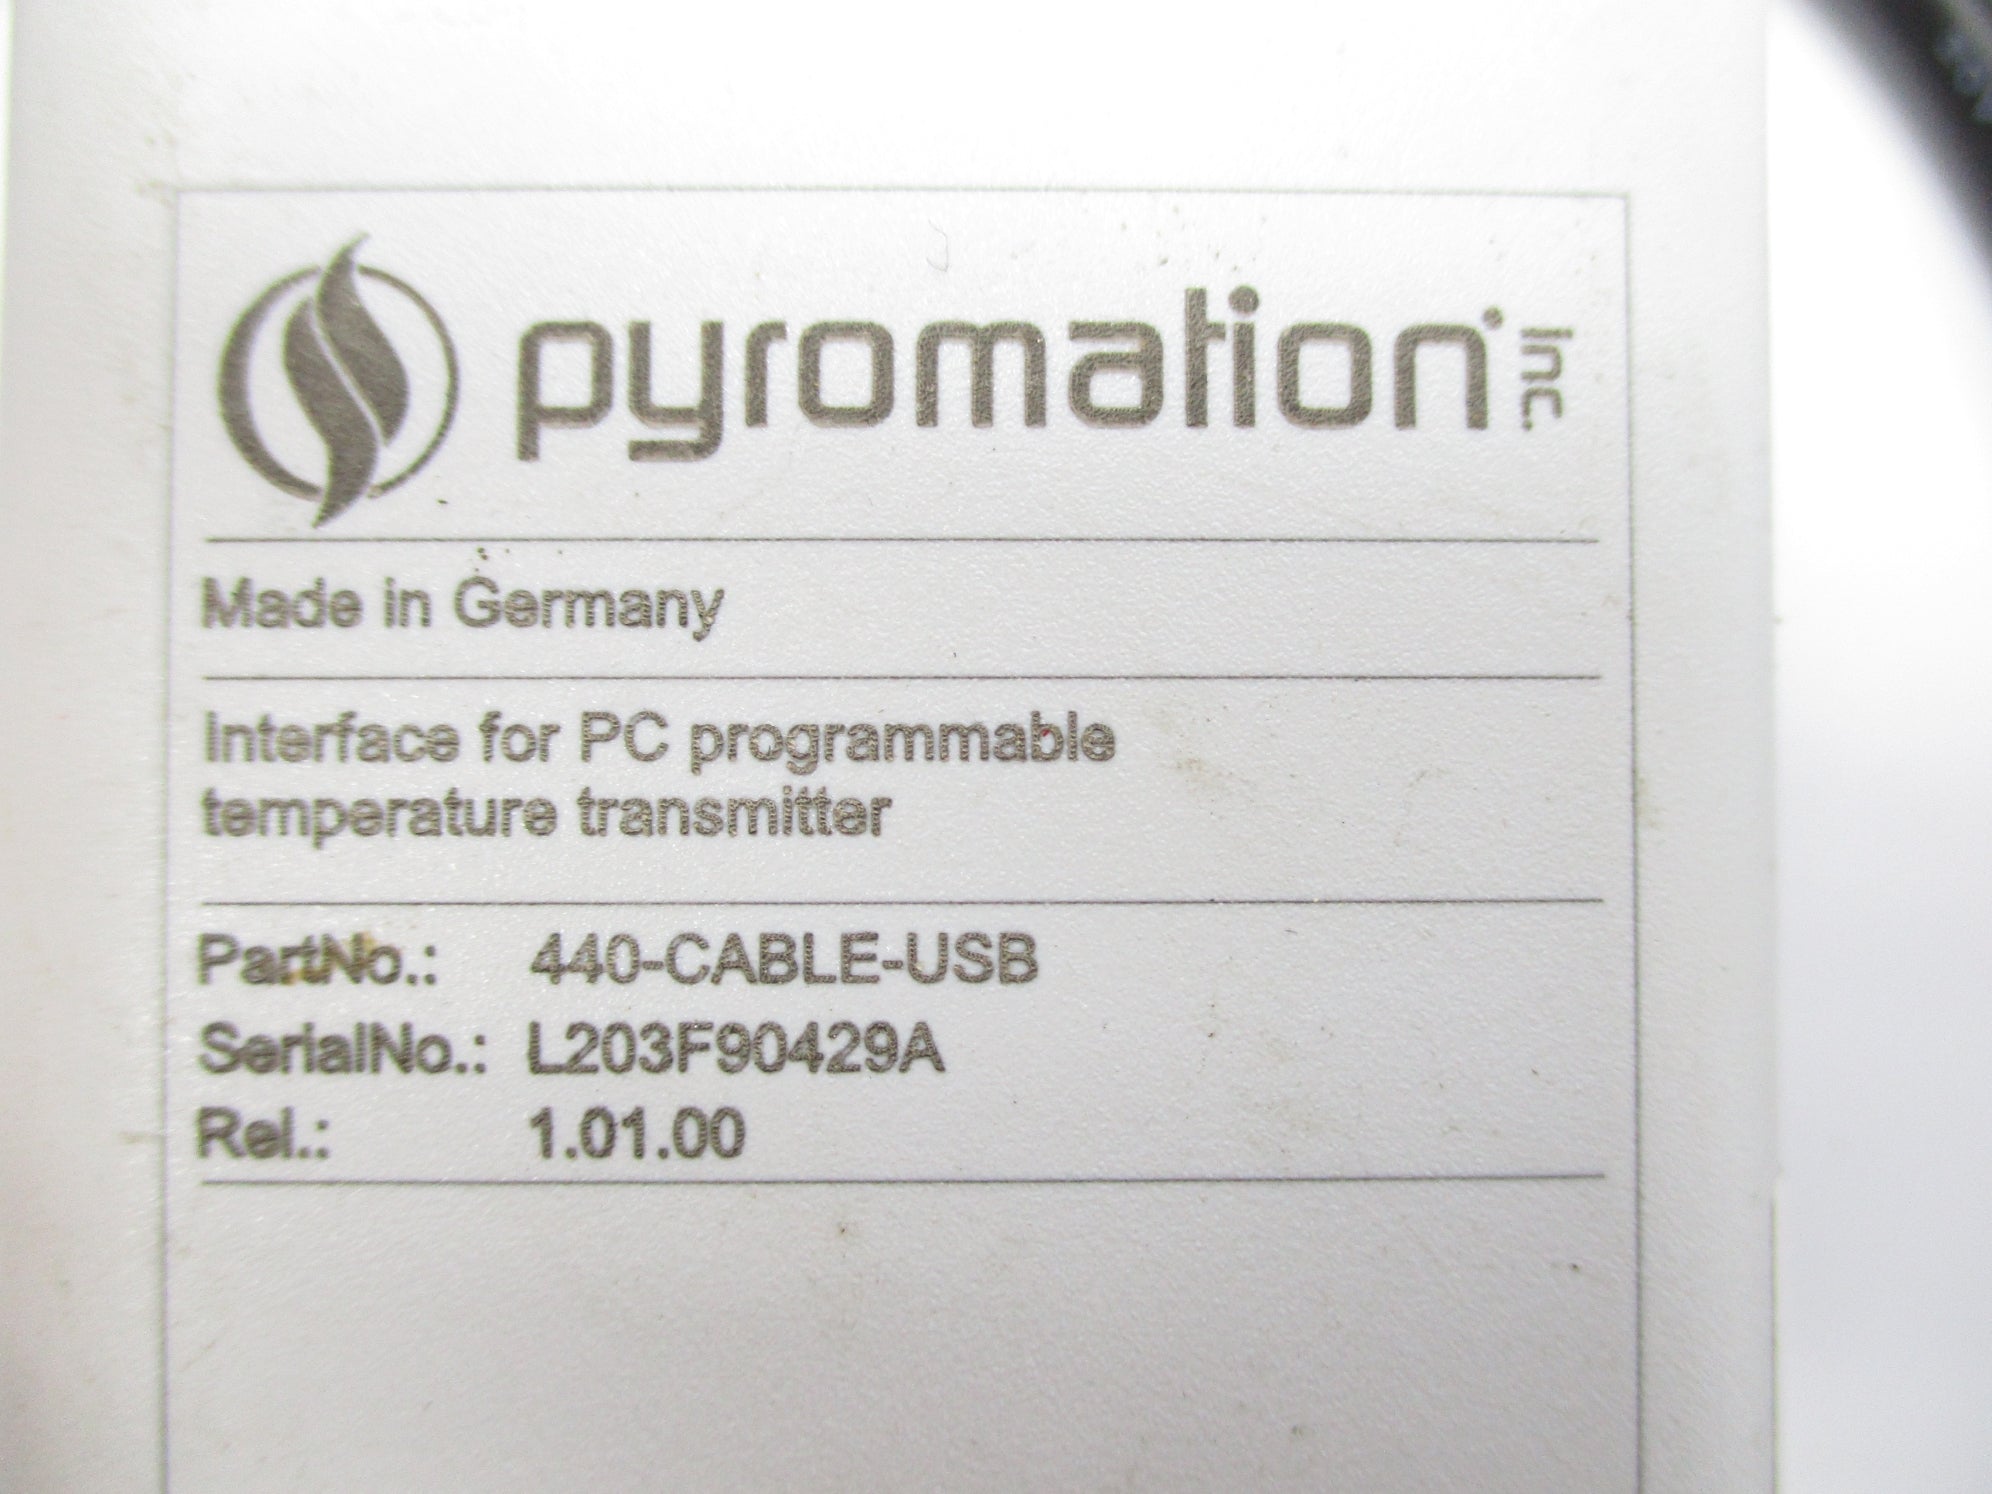 pyromation® inc.
Made in Germany
Interface for PC programmable
temperature transmitter
PartNo.: 440-CABLE-USB
SerialNo.: L203F90429A
Rel.: 1.01.00